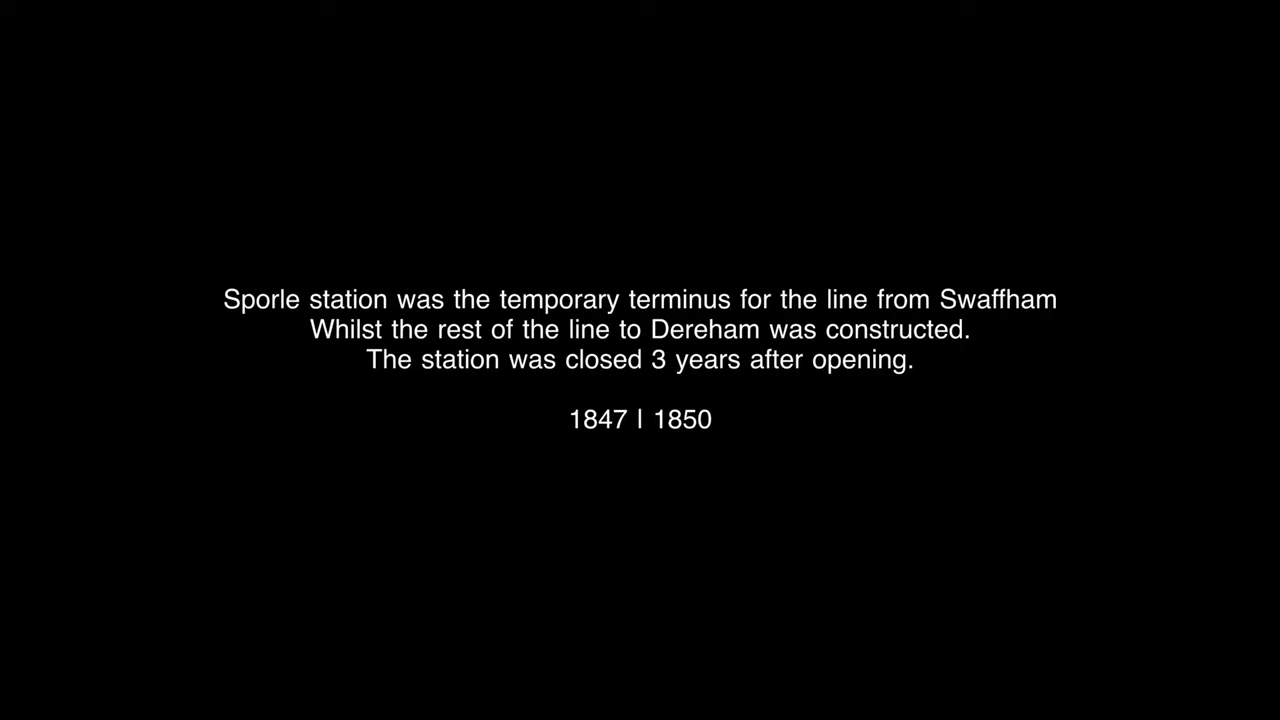 Sporle station was the temporary terminus for the line from Swaffham
Whilst the rest of the line to Dereham was constructed.
The station was closed 3 years after opening.
1847 | 1850